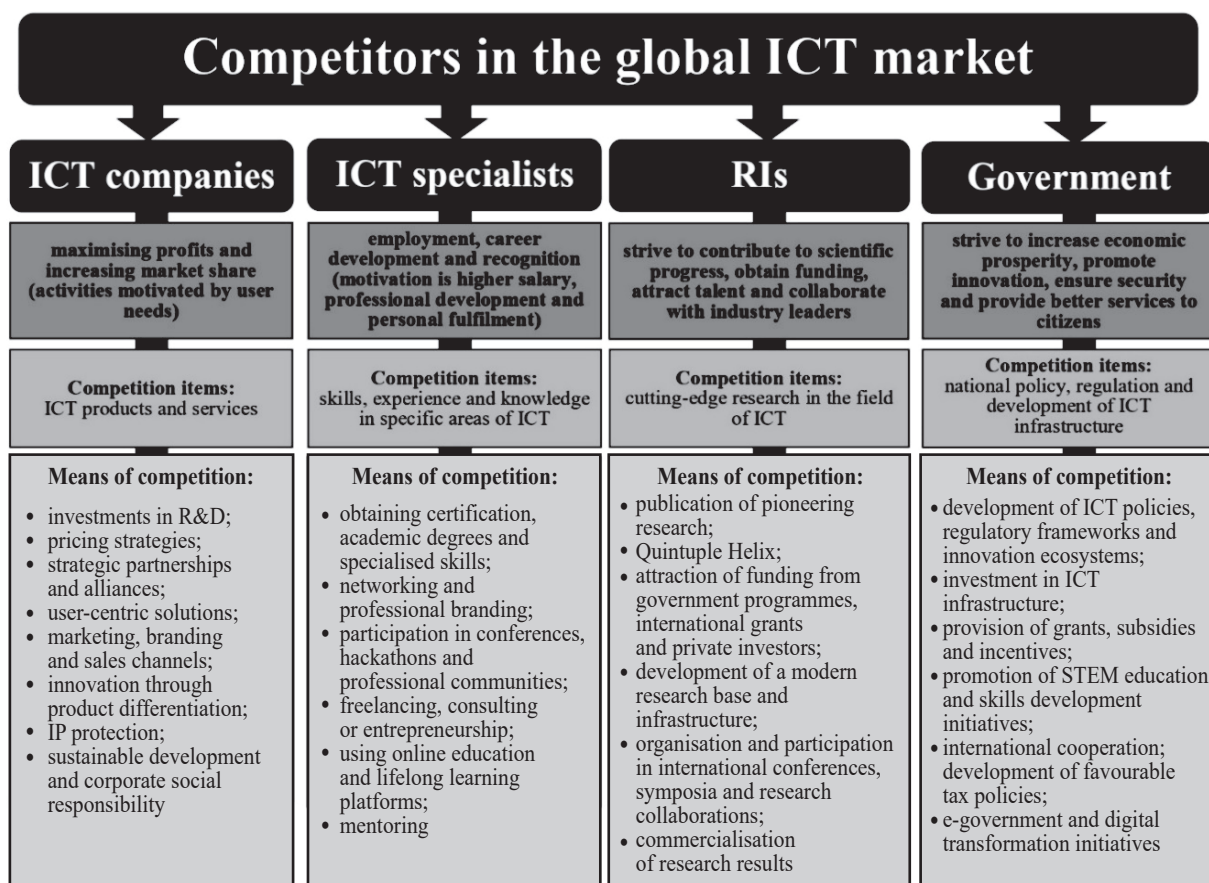 Competitors in the global ICT market
ICT companies
maximising profits and
increasing market share
(activities motivated by user
needs)
Competition items:
ICT products and services
Means of competition:
• investments in R&D;
• pricing strategies;
• strategic partnerships
and alliances;
• user-centric solutions;
• marketing, branding
and sales channels;
• innovation through
product differentiation;
• IP protection;
• sustainable development
and corporate social
responsibility
ICT specialists
employment, career
development and recognition
(motivation is higher salary,
professional development and
personal fulfilment)
Competition items:
skills, experience and knowledge
in specific areas of ICT
Means of competition:
• obtaining certification,
academic degrees and
specialised skills;
• networking and
professional branding;
• participation in conferences,
hackathons and
professional communities;
• freelancing, consulting
or entrepreneurship;
• using online education
and lifelong learning
platforms;
• mentoring
RIs
strive to contribute to scientific
progress, obtain funding,
attract talent and collaborate
with industry leaders
Competition items:
cutting-edge research in the field
of ICT
Means of competition:
• publication of pioneering
research;
• Quintuple Helix;
• attraction of funding from
government programmes,
international grants
and private investors;
• development of a modern
research base and
infrastructure;
• organisation and participation
in international conferences,
symposia and research
collaborations;
• commercialisation
of research results
Government
strive to increase economic
prosperity, promote
innovation, ensure security
and provide better services to
citizens
Competition items:
national policy, regulation and
development of ICT
infrastructure
Means of competition:
• development of ICT policies,
regulatory frameworks and
innovation ecosystems;
• investment in ICT
infrastructure;
• provision of grants, subsidies
and incentives;
• promotion of STEM education
and skills development
initiatives;
• international cooperation;
development of favourable
tax policies;
• e-government and digital
transformation initiatives